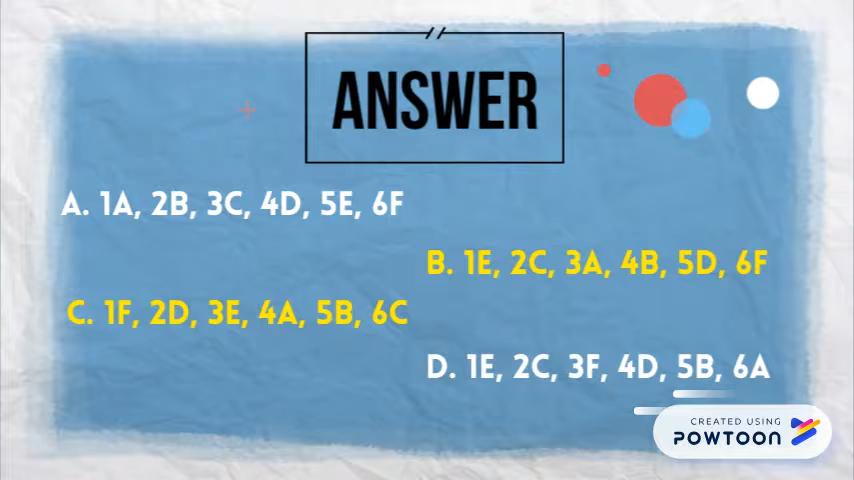 ANSWER
A. 1A, 2B, 3C, 4D, 5E, 6F
B. 1E, 2C, 3A, 4B, 5D, 6F
C. 1F, 2D, 3E, 4A, 5B, 6C
D. 1E, 2C, 3F, 4D, 5B, 6A
CREATED USING
POWTOON